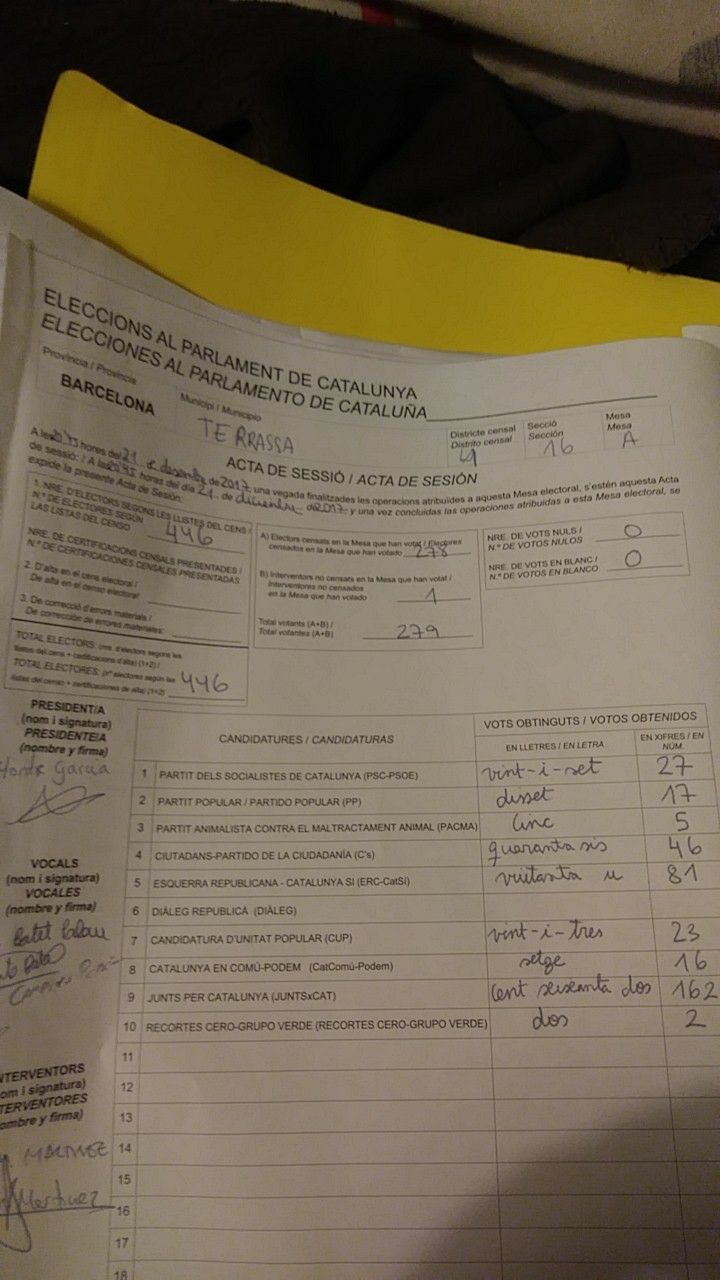 ELECCIONS AL PARLAMENT DE CATALUNYA
ELECCIONES AL PARLAMENTO DE CATALUÑA
Província / Provincia
BARCELONA
Municipi / Municipio
TERRASSA
Districte censal
Distrito censal
4
Secció
Sección
16
Mesa
Mesa
A
ACTA DE SESSIÓ / ACTA DE SESIÓN
A les 20'45 hores del 21 de desembre de 2017, una vegada finalitzades les operacions atribuïdes a aquesta Mesa electoral, s'estén aquesta Acta
de sessió: / A las 20'45 horas del día 21 de diciembre de 2017 y una vez concluidas las operaciones atribuidas a esta Mesa electoral, se
expide la presente Acta de Sesión.
1. NRE. D'ELECTORS SEGONS LES LLISTES DEL CENS /
N.º DE ELECTORES SEGÚN
LAS LISTAS DEL CENSO 446
NRE. DE CERTIFICACIONS CENSALS PRESENTADES /
N.º DE CERTIFICACIONES CENSALES PRESENTADAS
2. D'alta en el cens electoral /
De alta en el censo electoral:
3. De correcció d'errors materials /
De corrección de errores materiales:
TOTAL ELECTORS: (nre. d'electors segons les
llistes del cens + certificacions d'alta) (1+2) /
TOTAL ELECTORES: (nº electores según las
listas del censo + certificaciones de alta) (1+2) 446
A) Electors censats en la Mesa que han votat / Electores
censados en la Mesa que han votado 278
B) Interventors no censats en la Mesa que han votat /
Interventores no censados
en la Mesa que han votado 1
Total votants (A+B) /
Total votantes (A+B) 279
NRE. DE VOTS NULS /
N.º DE VOTOS NULOS 0
NRE. DE VOTS EN BLANC /
N.º DE VOTOS EN BLANCO 0
PRESIDENT/A
(nom i signatura)
PRESIDENTE/A
(nombre y firma)
Garcia
VOCALS
(nom i signatura)
VOCALES
(nombre y firma)
Batet
INTERVENTORS
(nom i signatura)
INTERVENTORES
(nombre y firma)
MARTINEZ
Martinez
CANDIDATURES / CANDIDATURAS
VOTS OBTINGUTS / VOTOS OBTENIDOS
EN LLETRES / EN LETRA
EN XIFRES / EN
NÚM.
1 PARTIT DELS SOCIALISTES DE CATALUNYA (PSC-PSOE) vint-i-set 27
2 PARTIT POPULAR / PARTIDO POPULAR (PP) disset 17
3 PARTIT ANIMALISTA CONTRA EL MALTRACTAMENT ANIMAL (PACMA) Cinc 5
4 CIUTADANS-PARTIDO DE LA CIUDADANÍA (C's) quaranta sis 46
5 ESQUERRA REPUBLICANA - CATALUNYA SI (ERC-CatSí) vuitanta u 81
6 DIÀLEG REPUBLICÀ (DIÀLEG)
7 CANDIDATURA D'UNITAT POPULAR (CUP) vint-i-tres 23
8 CATALUNYA EN COMÚ-PODEM (CatComú-Podem) setge 16
9 JUNTS PER CATALUNYA (JUNTSxCAT) Cent seixanta dos 162
10 RECORTES CERO-GRUPO VERDE (RECORTES CERO-GRUPO VERDE) dos 2
11
12
13
14
15
16
17
18